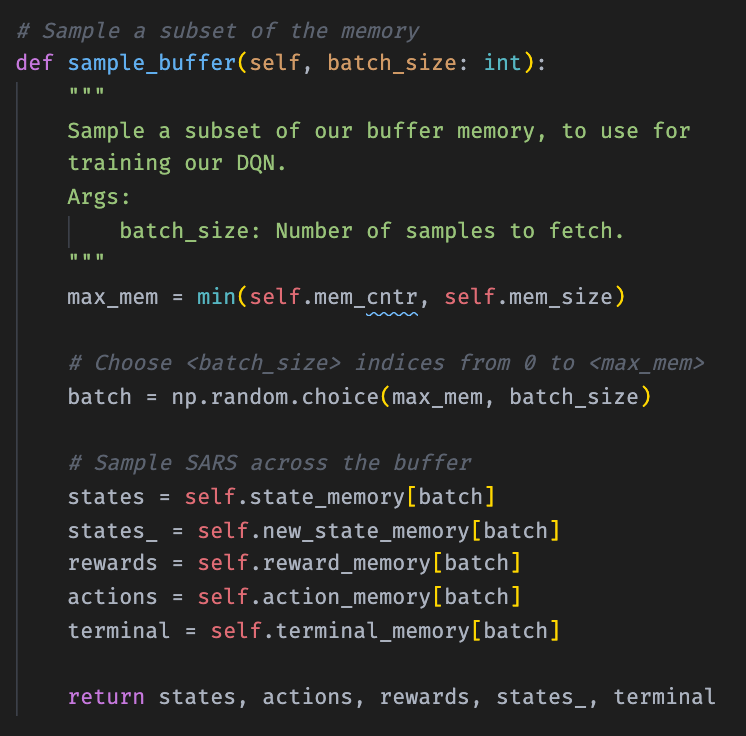 # Sample a subset of the memory
def sample_buffer(self, batch_size: int):
    """
    Sample a subset of our buffer memory, to use for
    training our DQN.
    Args:
        batch_size: Number of samples to fetch.
    """
    max_mem = min(self.mem_cntr, self.mem_size)

    # Choose <batch_size> indices from 0 to <max_mem>
    batch = np.random.choice(max_mem, batch_size)

    # Sample SARS across the buffer
    states = self.state_memory[batch]
    states_ = self.new_state_memory[batch]
    rewards = self.reward_memory[batch]
    actions = self.action_memory[batch]
    terminal = self.terminal_memory[batch]

    return states, actions, rewards, states_, terminal